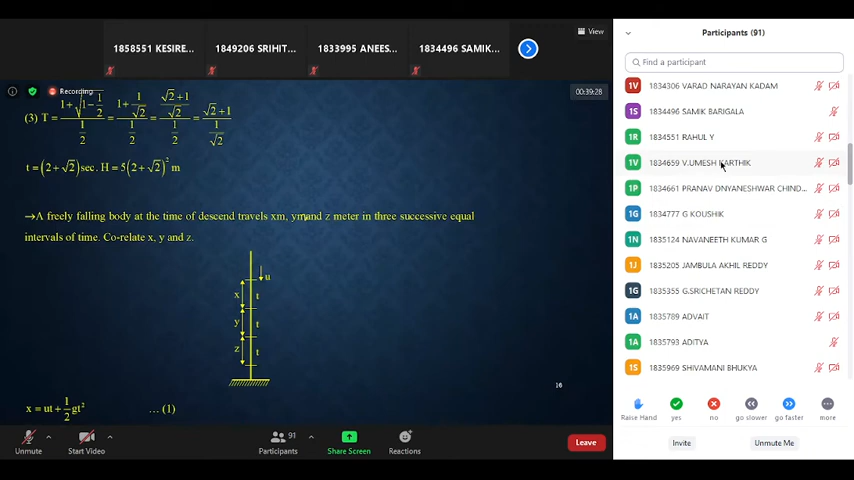 View
Participants (91)
1858551 KESIRE...
1849206 SRIHIT...
1833995 ANEES...
1834496 SAMIK...
Find a participant
Recording
00:39:28
(3) T = (1+√(1−1/2))/(1/2) = (1+1/√2)/(1/2) = ((√2+1)/√2)/(1/2) = (√2+1)/(1/√2)
t = (2+√2) sec. H = 5(2+√2)² m
→A freely falling body at the time of descend travels xm, ym and z meter in three successive equal
intervals of time. Co-relate x, y and z.
u
x t
y t
z t
16
x = ut + 1/2 gt² ... (1)
1V 1834306 VARAD NARAYAN KADAM
1S 1834496 SAMIK BARIGALA
1R 1834551 RAHUL Y
1V 1834659 V.UMESH KARTHIK
1P 1834661 PRANAV DNYANESHWAR CHIND...
1G 1834777 G KOUSHIK
1N 1835124 NAVANEETH KUMAR G
1J 1835205 JAMBULA AKHIL REDDY
1G 1835355 G.SRICHETAN REDDY
1A 1835789 ADVAIT
1A 1835793 ADITYA
1S 1835969 SHIVAMANI BHUKYA
Raise Hand
yes
no
go slower
go faster
more
Unmute
Start Video
91
Participants
Share Screen
Reactions
Leave
Invite
Unmute Me